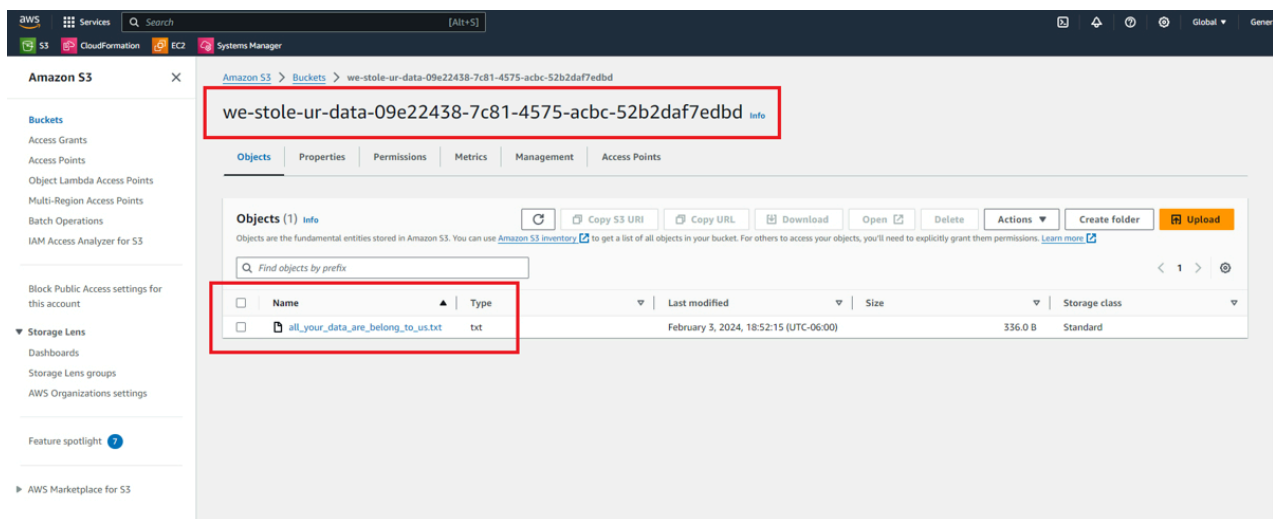 aws Services Search [Alt+S] Global ▼ Gener
S3 CloudFormation EC2 Systems Manager
Amazon S3
Buckets
Access Grants
Access Points
Object Lambda Access Points
Multi-Region Access Points
Batch Operations
IAM Access Analyzer for S3
Block Public Access settings for
this account
▼ Storage Lens
Dashboards
Storage Lens groups
AWS Organizations settings
Feature spotlight 7
▶ AWS Marketplace for S3
Amazon S3 > Buckets > we-stole-ur-data-09e22438-7c81-4575-acbc-52b2daf7edbd
we-stole-ur-data-09e22438-7c81-4575-acbc-52b2daf7edbd Info
Objects Properties Permissions Metrics Management Access Points
Objects (1) Info Copy S3 URI Copy URL Download Open Delete Actions ▼ Create folder Upload
Objects are the fundamental entities stored in Amazon S3. You can use Amazon S3 inventory to get a list of all objects in your bucket. For others to access your objects, you'll need to explicitly grant them permissions. Learn more
Find objects by prefix < 1 >
Name ▲ Type Last modified Size Storage class
all_your_data_are_belong_to_us.txt txt February 3, 2024, 18:52:15 (UTC-06:00) 336.0 B Standard